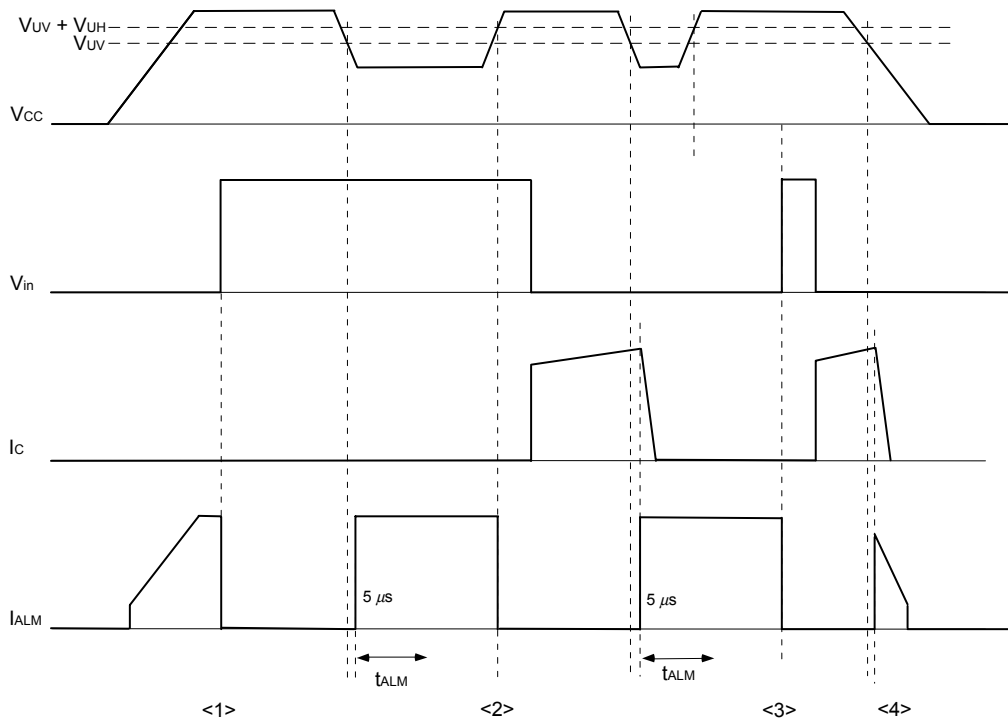 VUV + VUH
VUV
VCC
Vin
IC
5 μs
5 μs
IALM
tALM
tALM
<1>
<2>
<3>
<4>